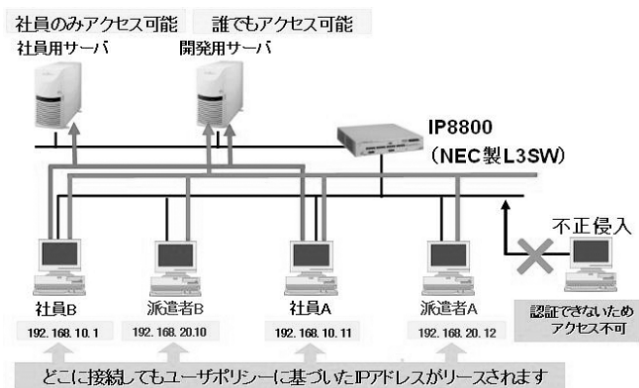 社員のみアクセス可能
誰でもアクセス可能
社員用サーバ
開発用サーバ
IP8800
(NEC製L3SW)
不正侵入
社員B
派遣者B
社員A
派遣者A
192.168.10.1
192.168.20.10
192.168.10.11
192.168.20.12
認証できないため
アクセス不可
どこに接続してもユーザポリシーに基づいたIPアドレスがリースされます